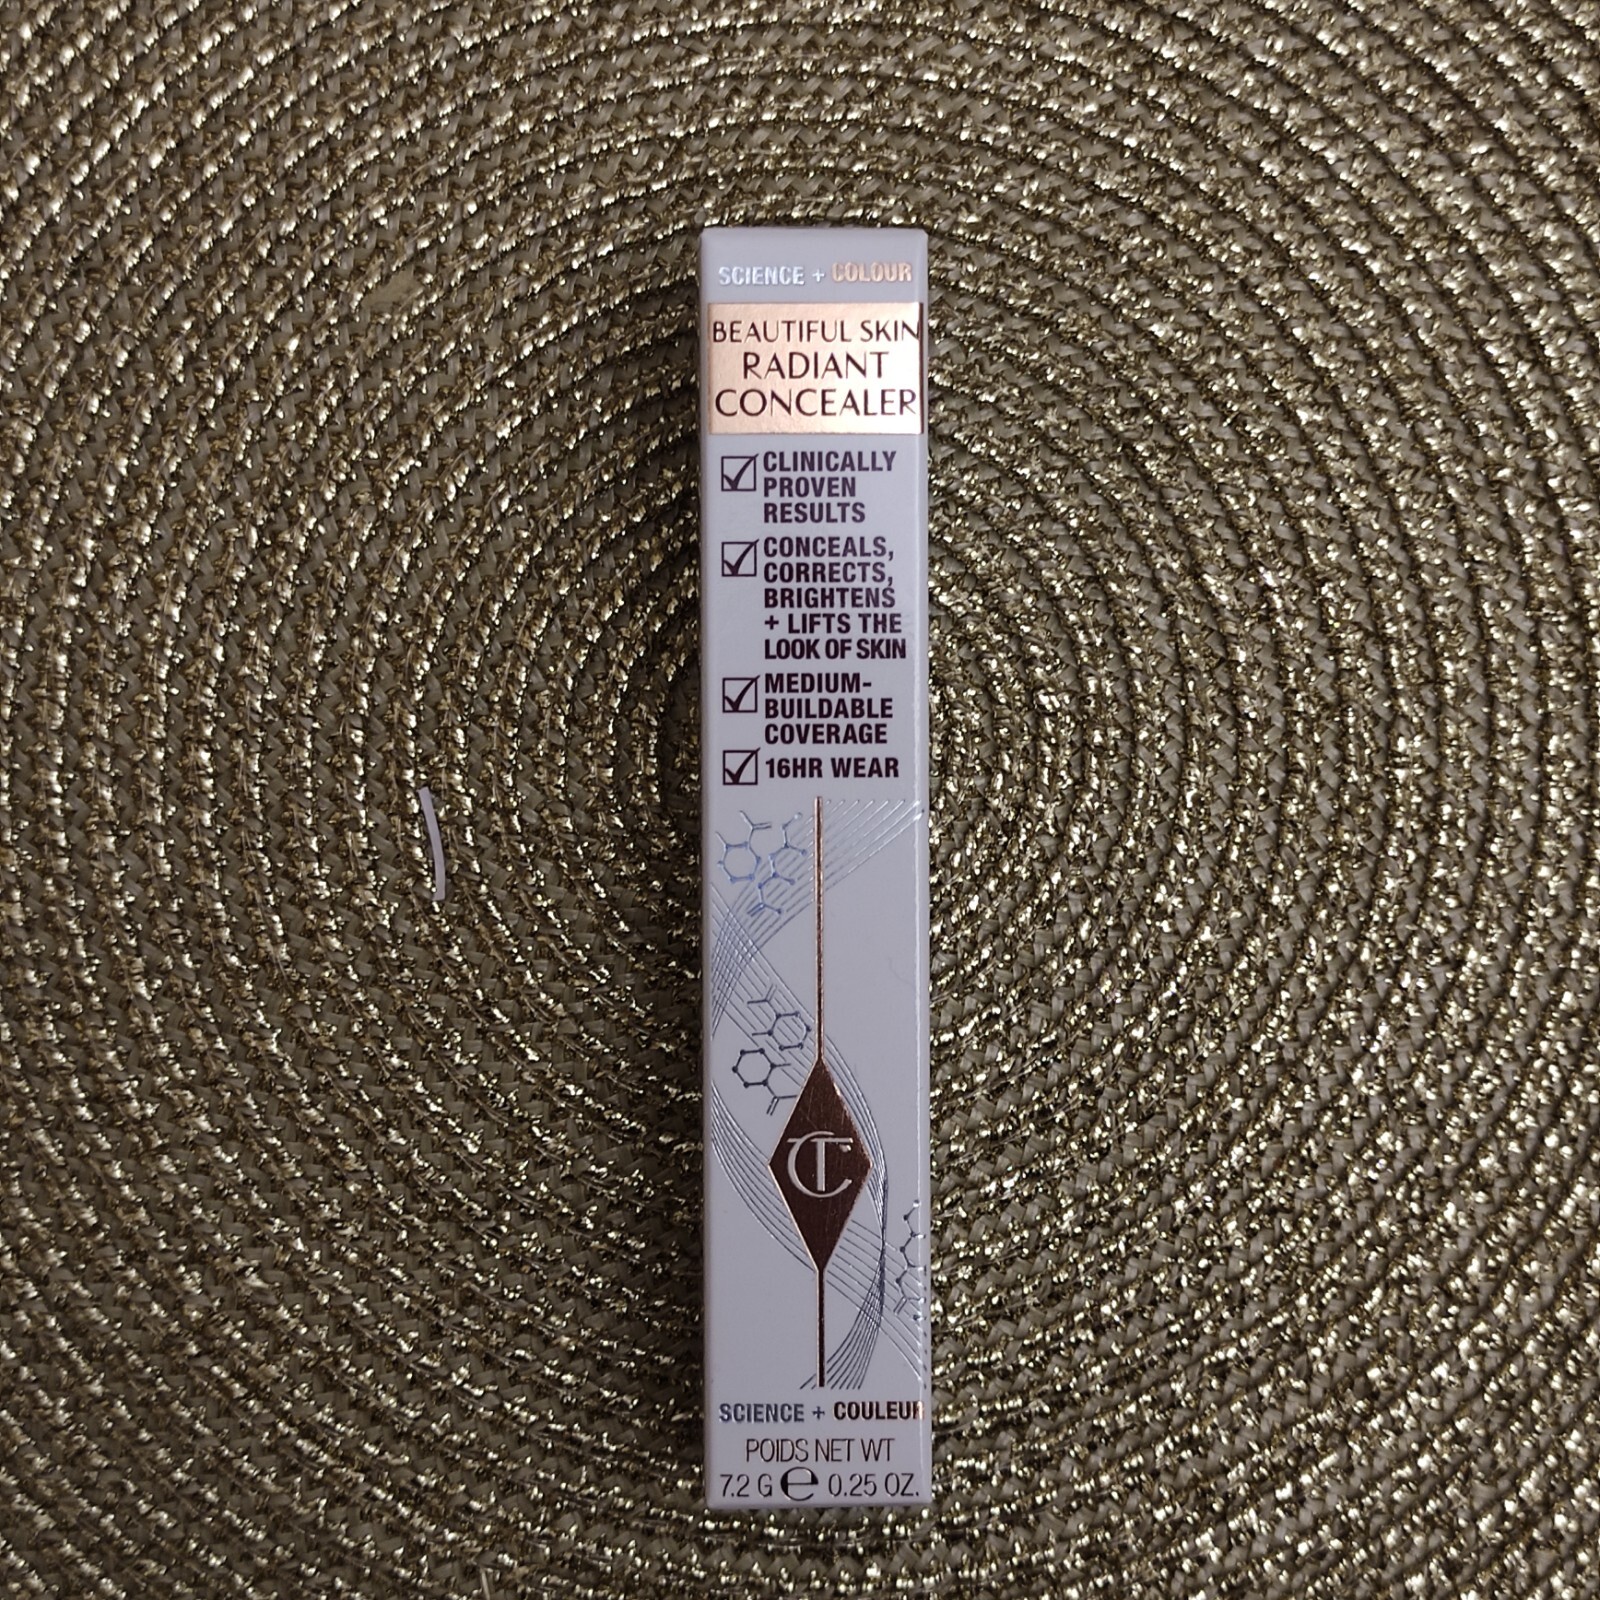 SCIENCE + COLOUR
BEAUTIFUL SKIN
RADIANT
CONCEALER
CLINICALLY
PROVEN
RESULTS
CONCEALS,
CORRECTS,
BRIGHTENS
+ LIFTS THE
LOOK OF SKIN
MEDIUM-
BUILDABLE
COVERAGE
16HR WEAR
CT
SCIENCE + COULEUR
POIDS NET WT
7.2 G ℮ 0.25 OZ.